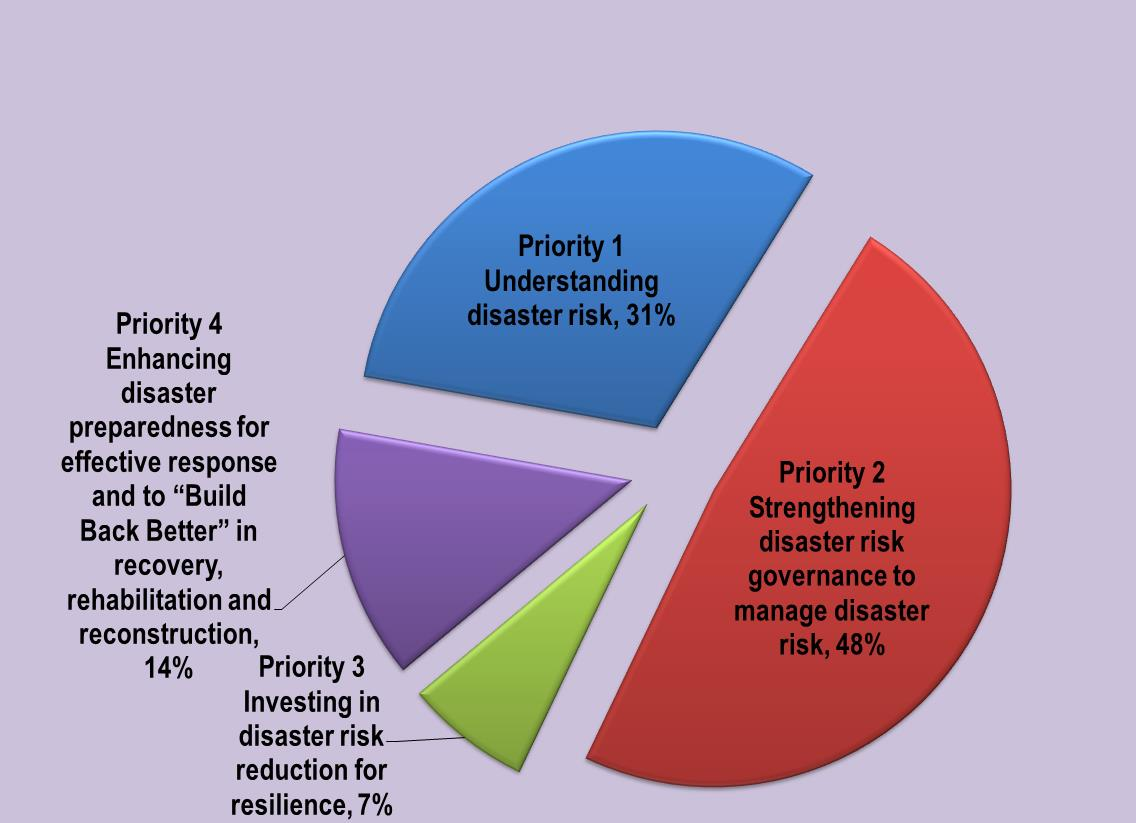 Priority 1
Understanding
disaster risk, 31%
Priority 2
Strengthening
disaster risk
governance to
manage disaster
risk, 48%
Priority 3
Investing in
disaster risk
reduction for
resilience, 7%
Priority 4
Enhancing
disaster
preparedness for
effective response
and to “Build
Back Better” in
recovery,
rehabilitation and
reconstruction,
14%